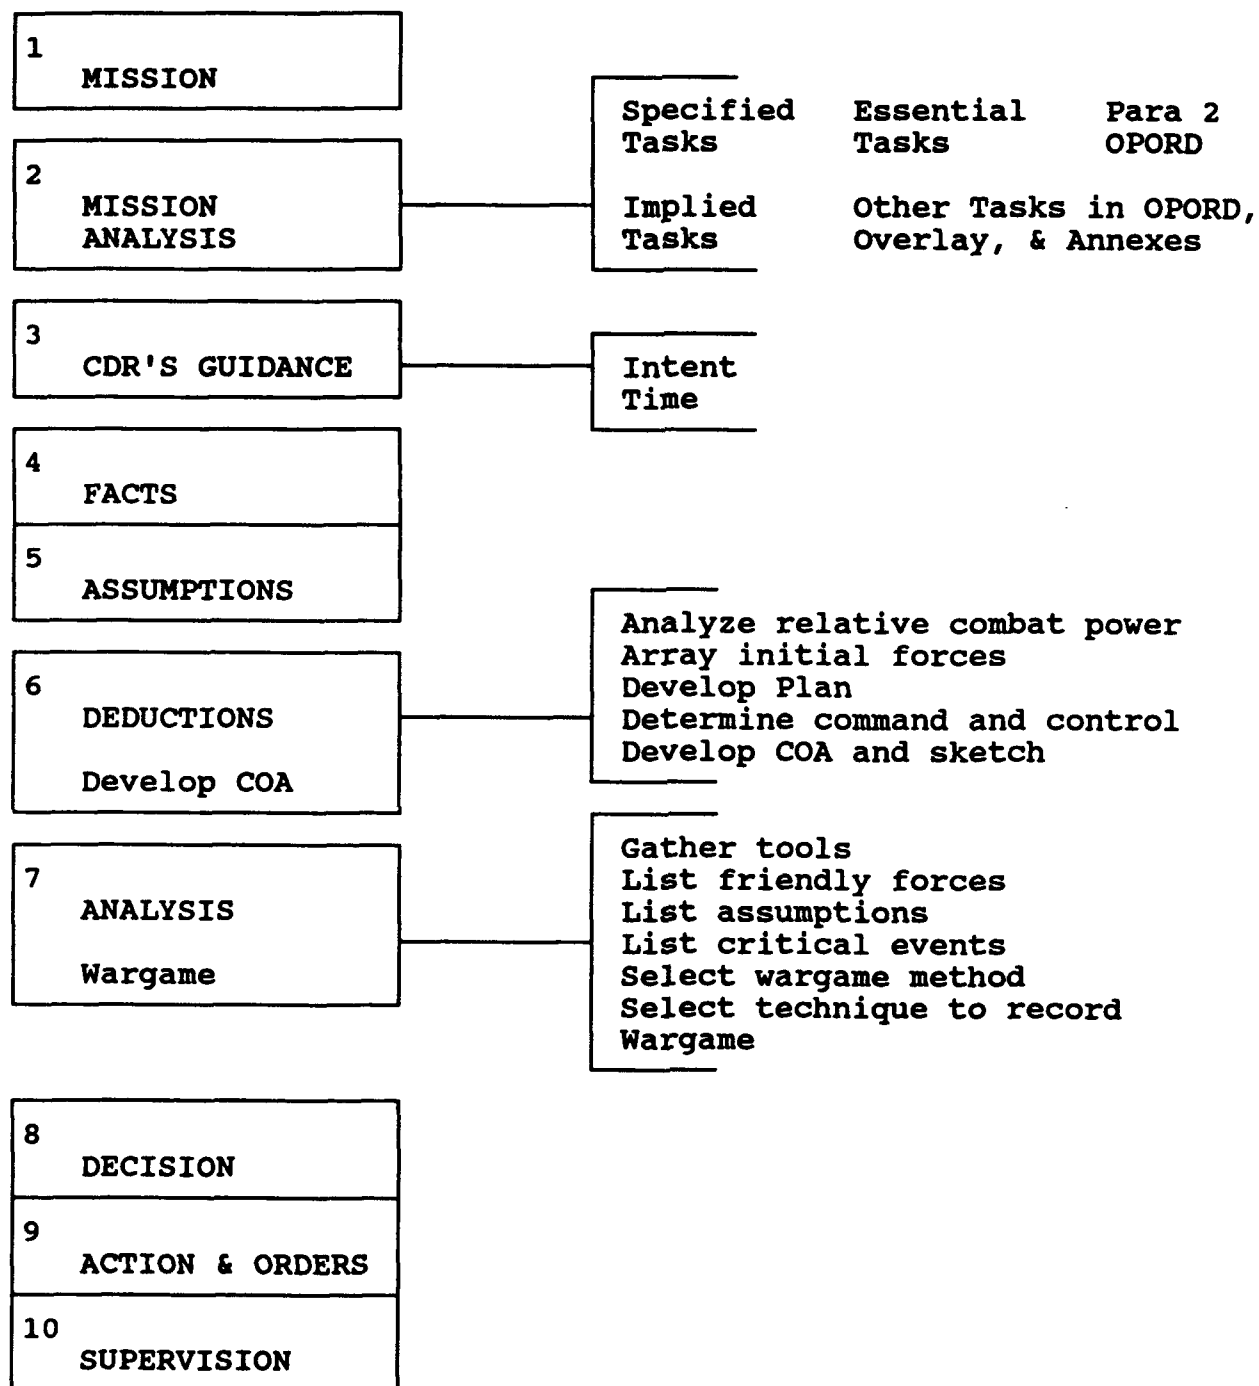 1
MISSION
2
MISSION
ANALYSIS
Specified Essential Para 2
Tasks Tasks OPORD
Implied Other Tasks in OPORD,
Tasks Overlay, & Annexes
3
CDR'S GUIDANCE
Intent
Time
4
FACTS
5
ASSUMPTIONS
6
DEDUCTIONS
Develop COA
Analyze relative combat power
Array initial forces
Develop Plan
Determine command and control
Develop COA and sketch
7
ANALYSIS
Wargame
Gather tools
List friendly forces
List assumptions
List critical events
Select wargame method
Select technique to record
Wargame
8
DECISION
9
ACTION & ORDERS
10
SUPERVISION